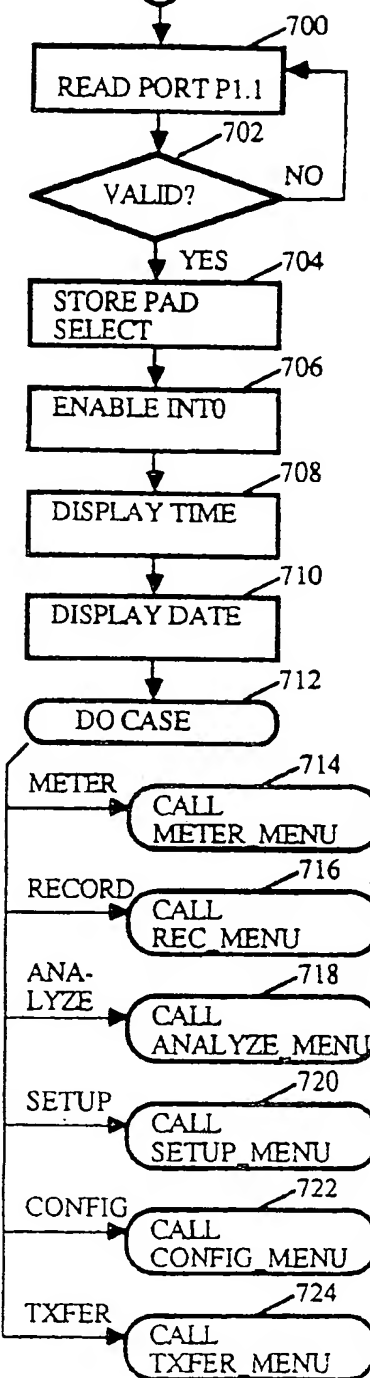 700
READ PORT P1.1
702
VALID?
NO
YES
704
STORE PAD
SELECT
706
ENABLE INT0
708
DISPLAY TIME
710
DISPLAY DATE
712
DO CASE
714
METER
CALL
METER_MENU
716
RECORD
CALL
REC_MENU
718
ANA-
LYZE
CALL
ANALYZE_MENU
720
SETUP
CALL
SETUP_MENU
722
CONFIG
CALL
CONFIG_MENU
724
TXFER
CALL
TXFER_MENU